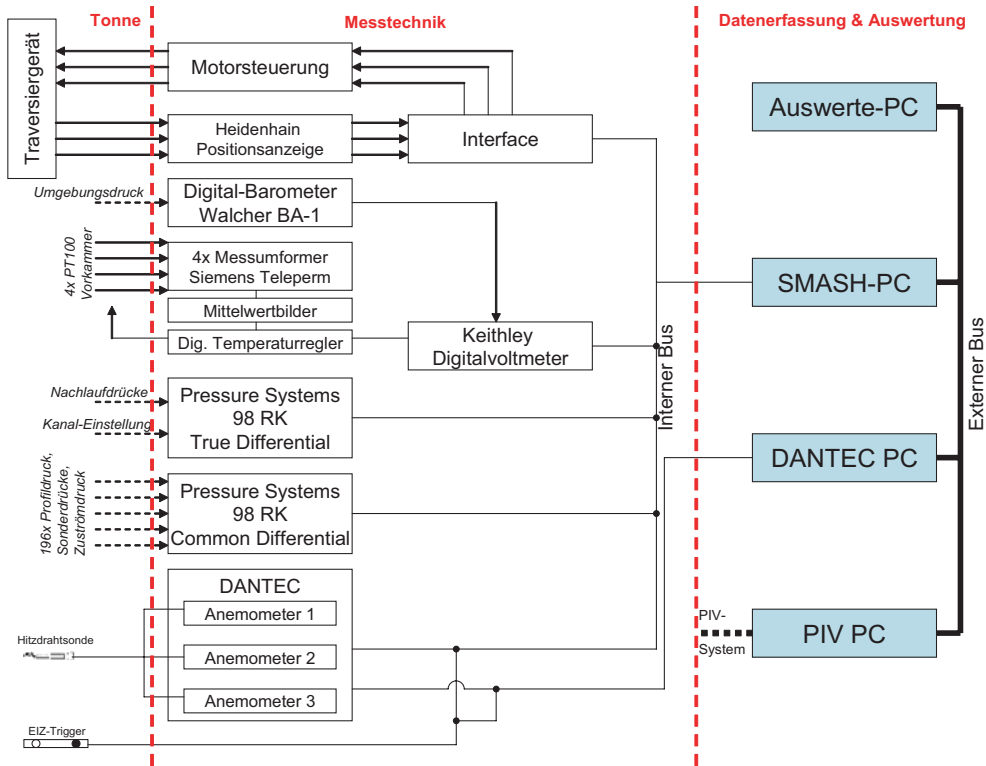 Tonne
Messtechnik
Datenerfassung & Auswertung
Traversiergerät
Motorsteuerung
Heidenhain
Positionsanzeige
Interface
Umgebungsdruck
Digital-Barometer
Walcher BA-1
4x PT100
Vorkammer
4x Messumformer
Siemens Teleperm
Mittelwertbilder
Dig. Temperaturregler
Keithley
Digitalvoltmeter
Nachlaufdrücke
Kanal-Einstellung
Pressure Systems
98 RK
True Differential
196x Profildruck,
Sonderdrücke,
Zuströmdruck
Pressure Systems
98 RK
Common Differential
DANTEC
Anemometer 1
Anemometer 2
Anemometer 3
Hitzdrahtsonde
EIZ-Trigger
Interner Bus
Auswerte-PC
SMASH-PC
DANTEC PC
PIV-
System
PIV PC
Externer Bus